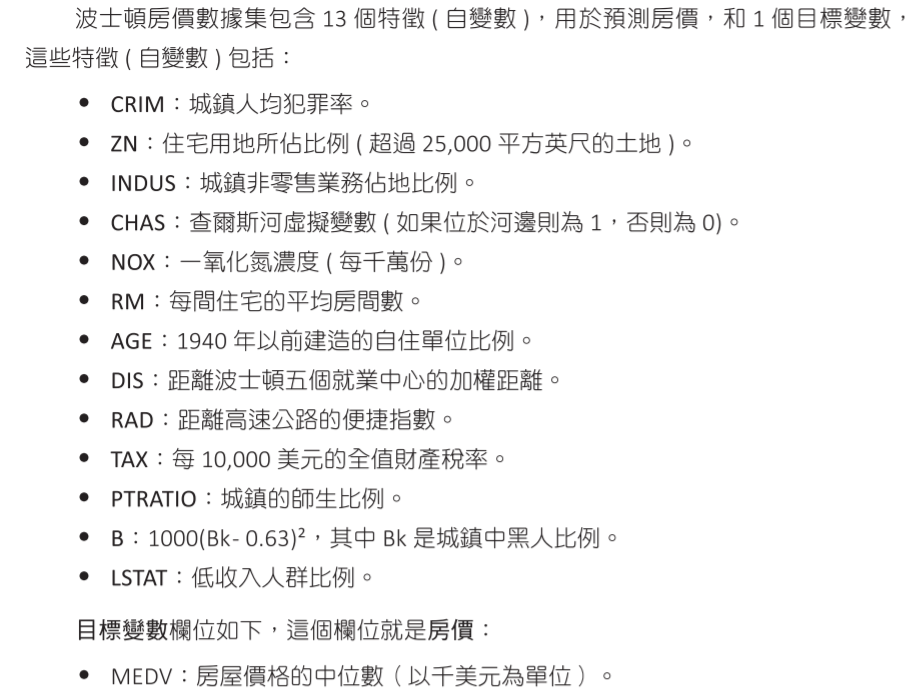 波士頓房價數據集包含 13 個特徵 ( 自變數 )，用於預測房價，和 1 個目標變數，
這些特徵 ( 自變數 ) 包括：
• CRIM：城鎮人均犯罪率。
• ZN：住宅用地所佔比例 ( 超過 25,000 平方英尺的土地 )。
• INDUS：城鎮非零售業務佔地比例。
• CHAS：查爾斯河虛擬變數 ( 如果位於河邊則為 1，否則為 0)。
• NOX：一氧化氮濃度 ( 每千萬份 )。
• RM：每間住宅的平均房間數。
• AGE：1940 年以前建造的自住單位比例。
• DIS：距離波士頓五個就業中心的加權距離。
• RAD：距離高速公路的便捷指數。
• TAX：每 10,000 美元的全值財產稅率。
• PTRATIO：城鎮的師生比例。
• B：1000(Bk- 0.63)²，其中 Bk 是城鎮中黑人比例。
• LSTAT：低收入人群比例。
目標變數欄位如下，這個欄位就是房價：
• MEDV：房屋價格的中位數（以千美元為單位）。